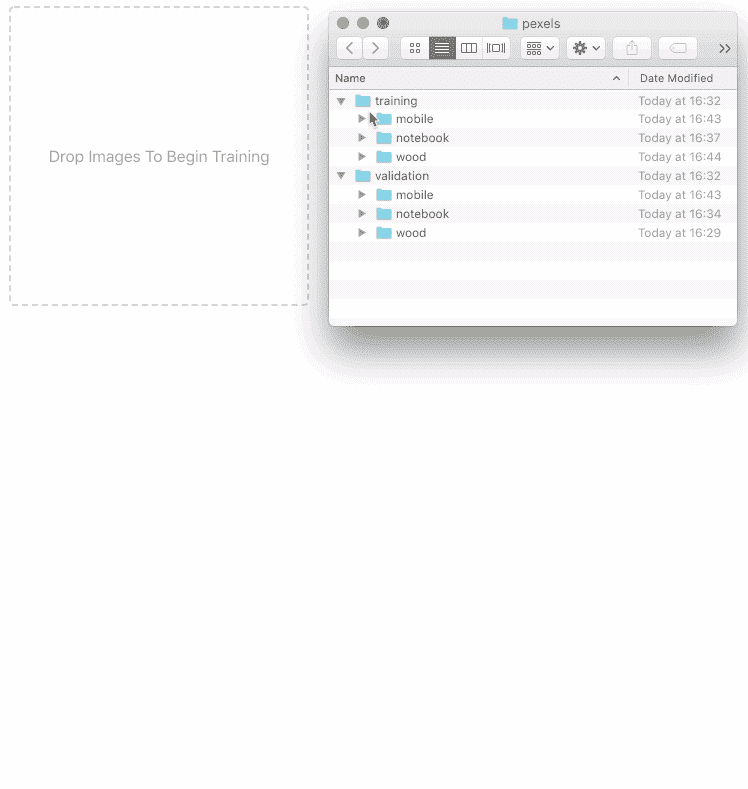 Drop Images To Begin Training
pexels
Name Date Modified
training Today at 16:32
mobile Today at 16:43
notebook Today at 16:37
wood Today at 16:44
validation Today at 16:32
mobile Today at 16:43
notebook Today at 16:34
wood Today at 16:29